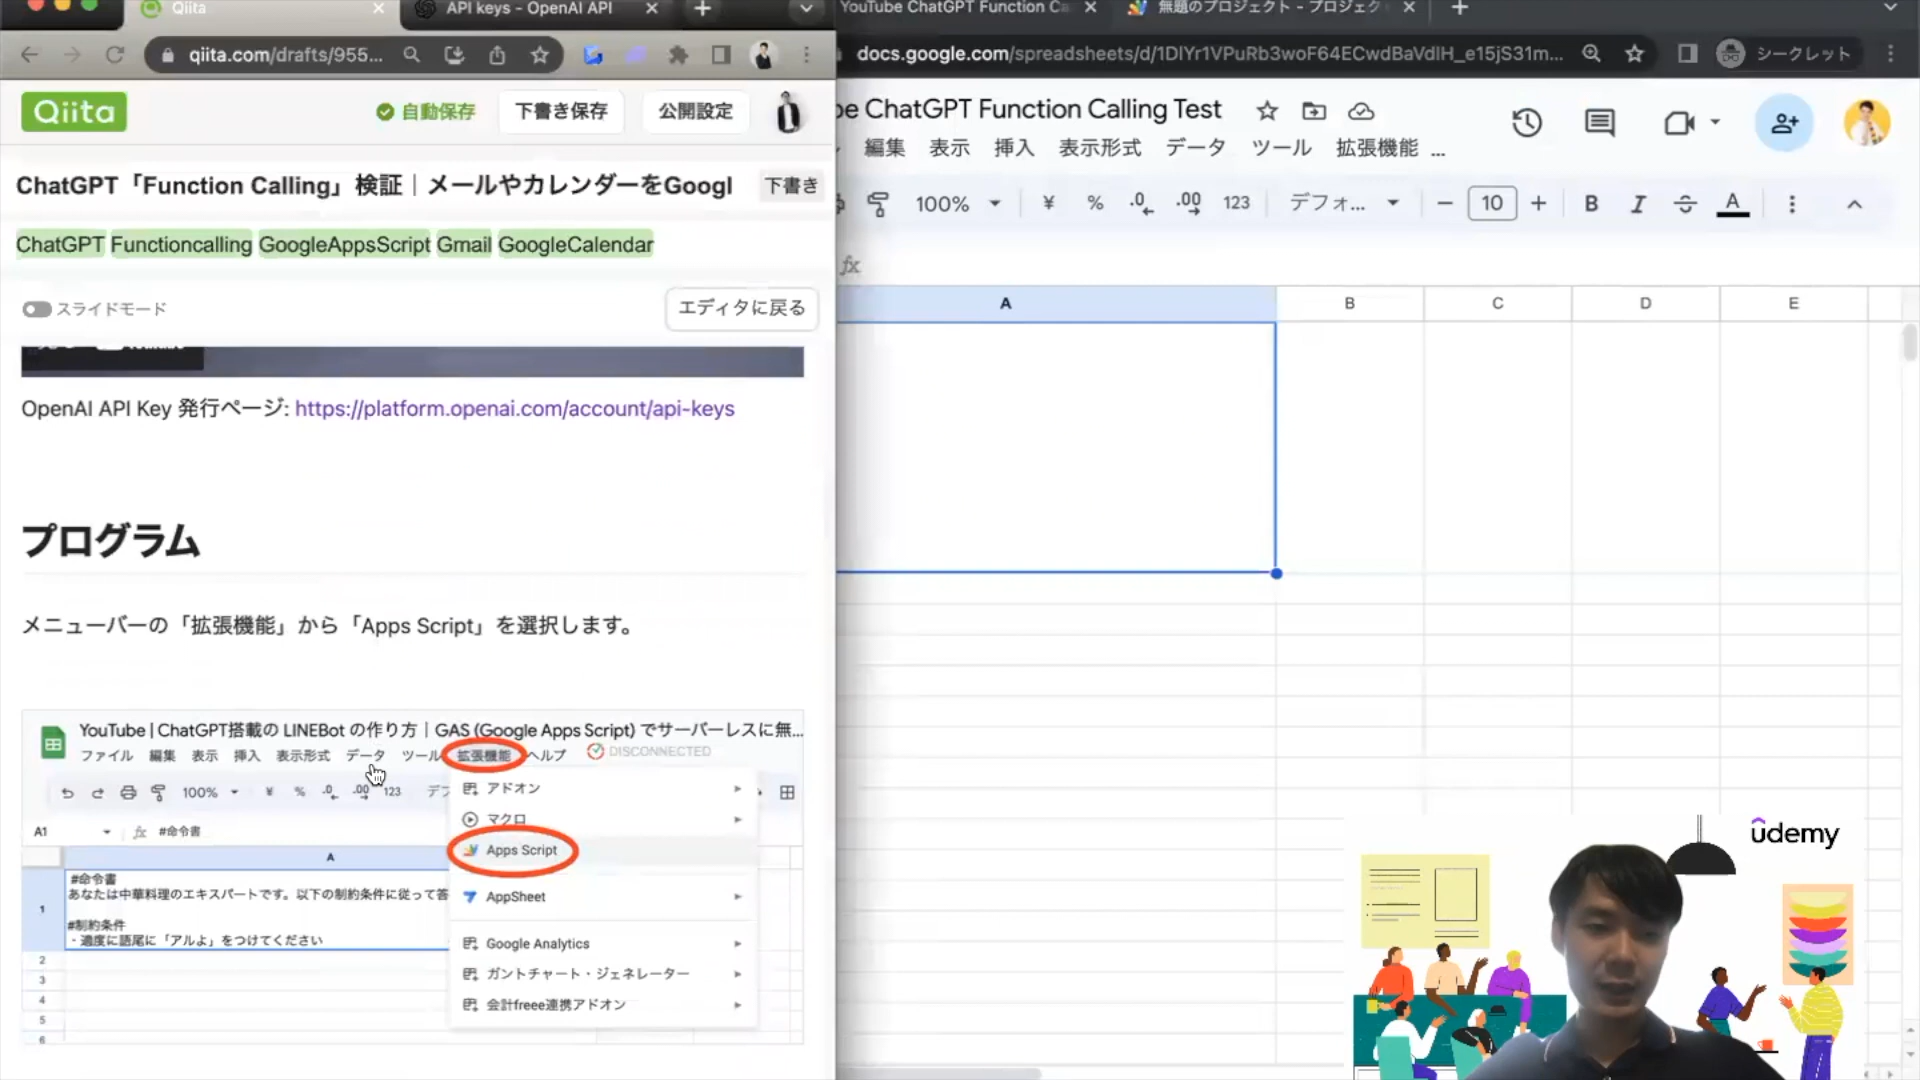 Qiita
API keys - OpenAI API
qiita.com/drafts/955...
Qiita
自動保存
下書き保存
公開設定
ChatGPT「Function Calling」検証｜メールやカレンダーをGoogl
下書き
ChatGPT Functioncalling GoogleAppsScript Gmail GoogleCalendar
スライドモード
エディタに戻る
OpenAI API Key 発行ページ: https://platform.openai.com/account/api-keys
プログラム
メニューバーの「拡張機能」から「Apps Script」を選択します。
YouTube | ChatGPT搭載の LINEBot の作り方｜GAS (Google Apps Script) でサーバーレスに無...
ファイル 編集 表示 挿入 表示形式 データ ツール 拡張機能 ヘルプ DISCONNECTED
100% ¥ % .0 .00 123 デフ
A1 fx #命令書
A
1
#命令書
あなたは中華料理のエキスパートです。以下の制約条件に従って答
#制約条件
・適度に語尾に「アルよ」をつけてください
2
3
4
5
6
アドオン
マクロ
Apps Script
AppSheet
Google Analytics
ガントチャート・ジェネレーター
会計freee連携アドオン
YouTube ChatGPT Function Ca
無題のプロジェクト - プロジェク
docs.google.com/spreadsheets/d/1DIYr1VPuRb3woF64ECwdBaVdIH_e15jS31m...
シークレット
be ChatGPT Function Calling Test
編集 表示 挿入 表示形式 データ ツール 拡張機能 ...
100% ¥ % .0 .00 123 デフォ... 10 B I S A
fx
A B C D E
udemy